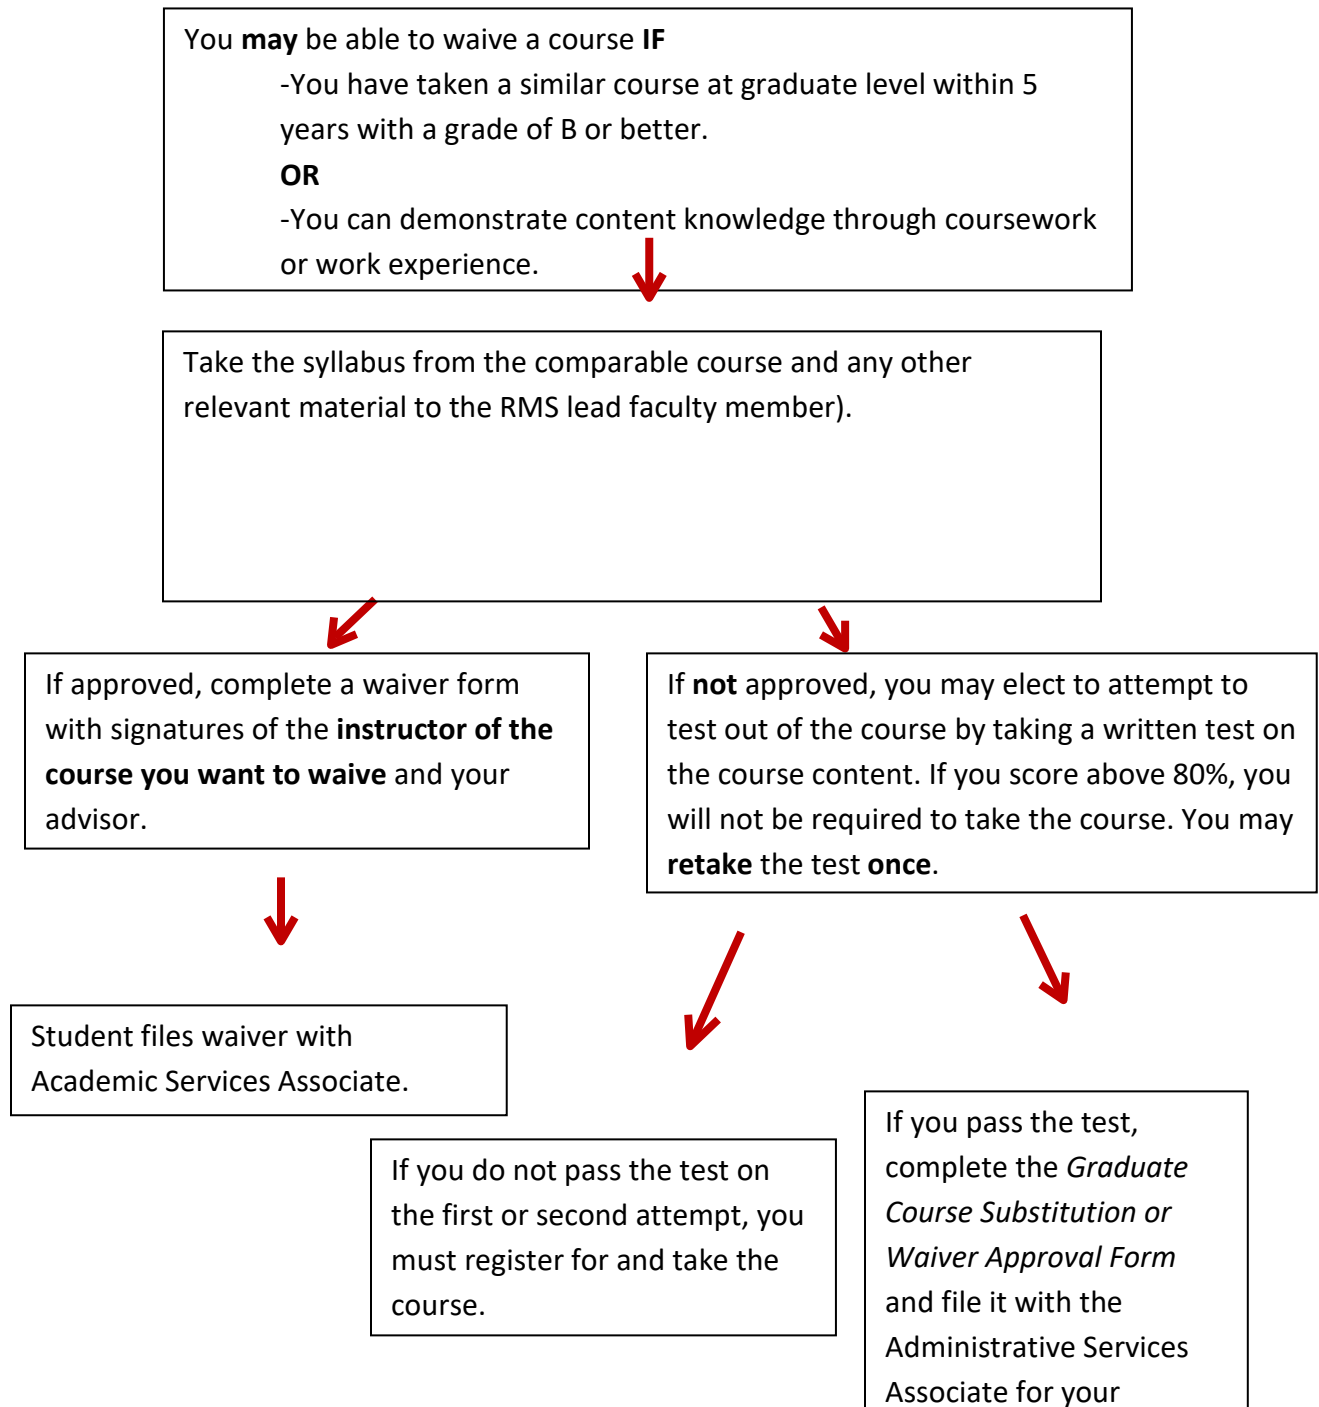 You may be able to waive a course IF
-You have taken a similar course at graduate level within 5
years with a grade of B or better.
OR
-You can demonstrate content knowledge through coursework
or work experience.
Take the syllabus from the comparable course and any other
relevant material to the RMS lead faculty member).
If approved, complete a waiver form
with signatures of the instructor of the
course you want to waive and your
advisor.
If not approved, you may elect to attempt to
test out of the course by taking a written test on
the course content. If you score above 80%, you
will not be required to take the course. You may
retake the test once.
Student files waiver with
Academic Services Associate.
If you do not pass the test on
the first or second attempt, you
must register for and take the
course.
If you pass the test,
complete the Graduate
Course Substitution or
Waiver Approval Form
and file it with the
Administrative Services
Associate for your